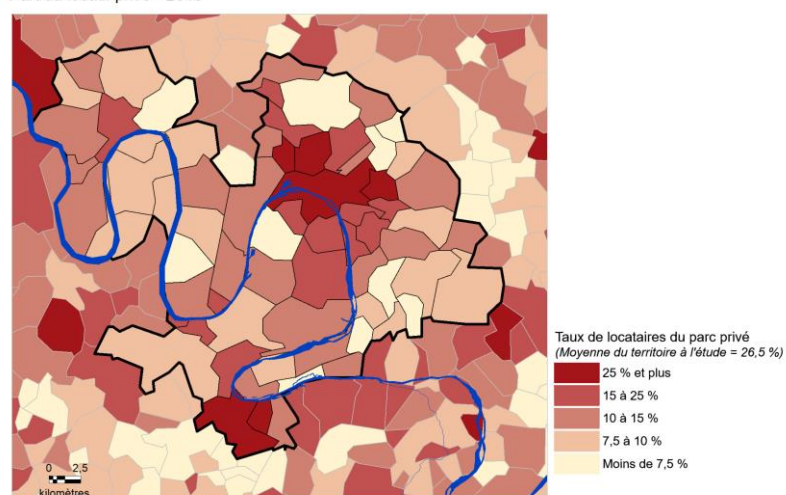 Taux de locataires du parc privé
(Moyenne du territoire à l'étude = 26,5 %)
25 % et plus
15 à 25 %
10 à 15 %
7,5 à 10 %
Moins de 7,5 %
0 2,5
kilomètres